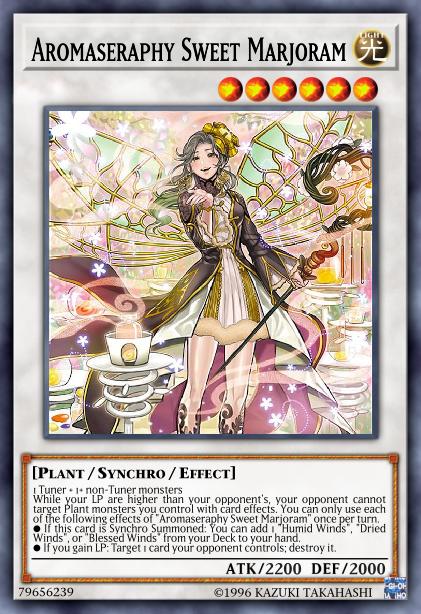 AROMASERAPHY SWEET MARJORAM
LIGHT
光
[PLANT / SYNCHRO / EFFECT]
1 Tuner + 1+ non-Tuner monsters
While your LP are higher than your opponent's, your opponent cannot
target Plant monsters you control with card effects. You can only use each
of the following effects of "Aromaseraphy Sweet Marjoram" once per turn.
● If this card is Synchro Summoned: You can add 1 "Humid Winds", "Dried
Winds", or "Blessed Winds" from your Deck to your hand.
● If you gain LP: Target 1 card your opponent controls; destroy it.
ATK/2200 DEF/2000
79656239
©1996 KAZUKI TAKAHASHI